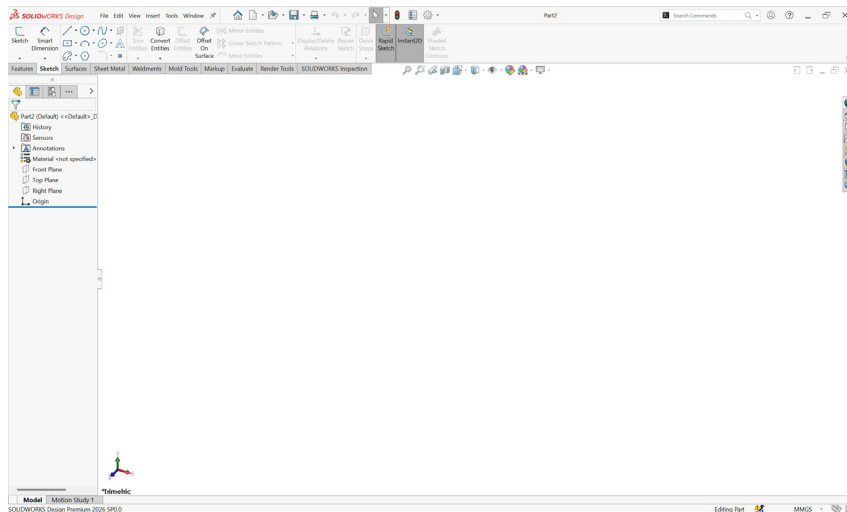 SOLIDWORKS Design File Edit View Insert Tools Window Part2 Search Commands
Sketch Smart Dimension Trim Entities Convert Entities Offset Entities Offset On Surface Mirror Entities Linear Sketch Pattern Move Entities Display/Delete Relations Repair Sketch Quick Snaps Rapid Sketch Instant2D Shaded Sketch Contours
Features Sketch Surfaces Sheet Metal Weldments Mold Tools Markup Evaluate Render Tools SOLIDWORKS Inspection
Part2 (Default) <<Default>_D
History
Sensors
Annotations
Material <not specified>
Front Plane
Top Plane
Right Plane
Origin
Y
X
*Trimetric
Model Motion Study 1
SOLIDWORKS Design Premium 2026 SP0.0 Editing Part MMGS